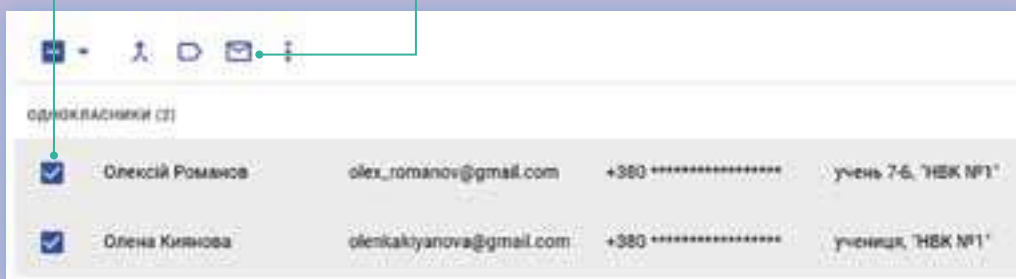 ОДНОКЛАСНИКИ (2)
Олексій Романов olex_romanov@gmail.com +380 ****************** учень 7-Б, "НВК №1"
Олена Киянова olenkakiyanova@gmail.com +380 ****************** учениця, "НВК №1"